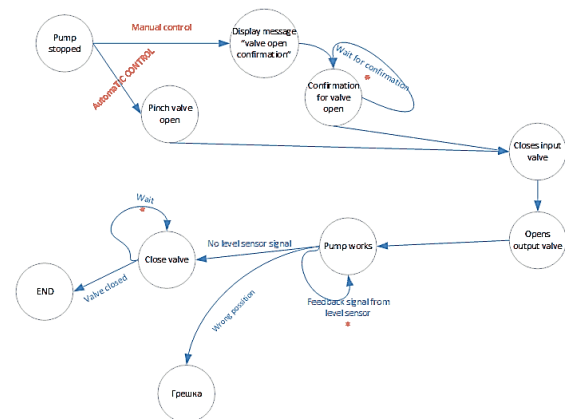 Manual control
Pump
stopped
Display message
"valve open
confirmation"
Wait for confirmation
*
AutomatIC CONTROL
Pinch valve
open
Confirmation
for valve
open
Closes input
valve
Wait
*
Opens
output valve
No level sensor signal
Pump works
Close valve
END
Valve closed
Wrong possition
Feedback signal from
level sensor
*
Грешка